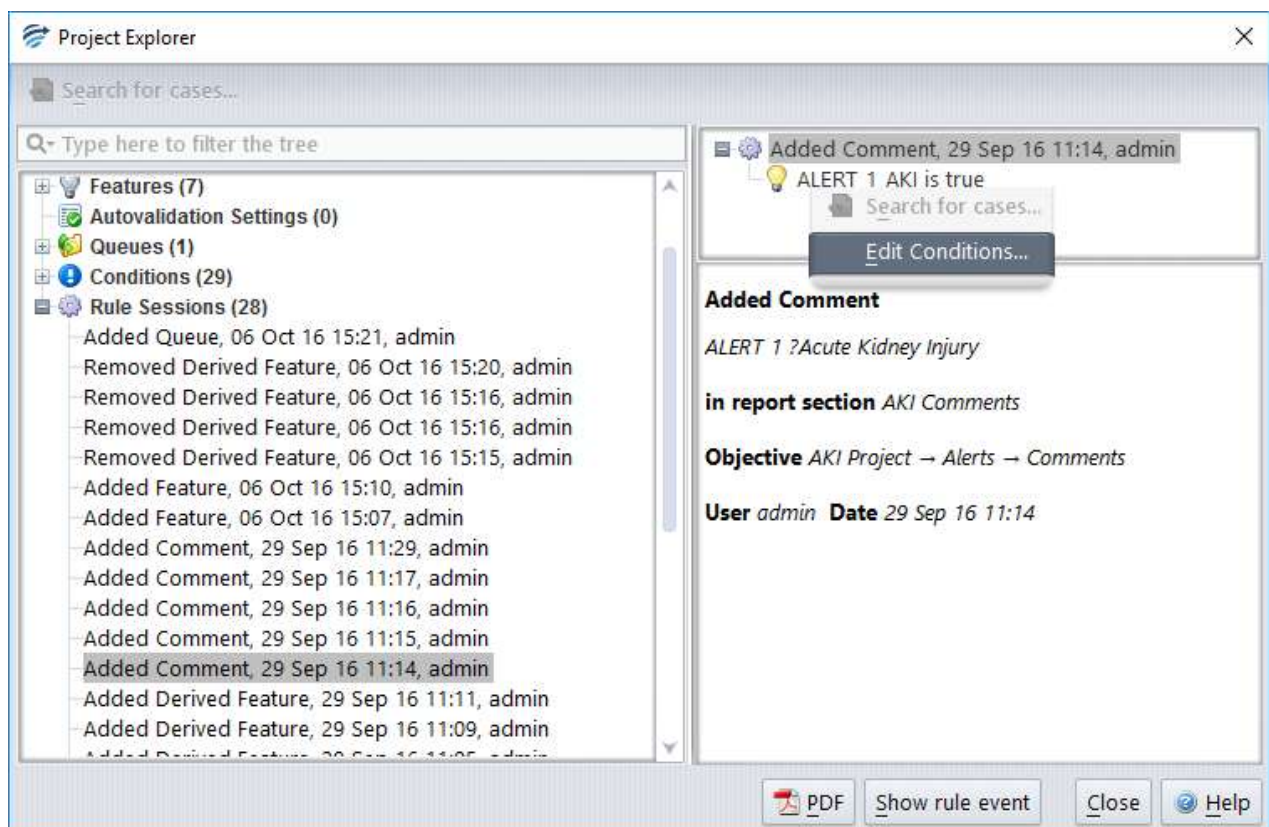 Project Explorer
Search for cases...
Type here to filter the tree
Features (7)
Autovalidation Settings (0)
Queues (1)
Conditions (29)
Rule Sessions (28)
Added Queue, 06 Oct 16 15:21, admin
Removed Derived Feature, 06 Oct 16 15:20, admin
Removed Derived Feature, 06 Oct 16 15:16, admin
Removed Derived Feature, 06 Oct 16 15:16, admin
Removed Derived Feature, 06 Oct 16 15:15, admin
Added Feature, 06 Oct 16 15:10, admin
Added Feature, 06 Oct 16 15:07, admin
Added Comment, 29 Sep 16 11:29, admin
Added Comment, 29 Sep 16 11:17, admin
Added Comment, 29 Sep 16 11:16, admin
Added Comment, 29 Sep 16 11:15, admin
Added Comment, 29 Sep 16 11:14, admin
Added Derived Feature, 29 Sep 16 11:11, admin
Added Derived Feature, 29 Sep 16 11:09, admin
Added Comment, 29 Sep 16 11:14, admin
ALERT 1 AKI is true
Search for cases...
Edit Conditions...
Added Comment
ALERT 1 ?Acute Kidney Injury
in report section AKI Comments
Objective AKI Project → Alerts → Comments
User admin Date 29 Sep 16 11:14
PDF
Show rule event
Close
Help